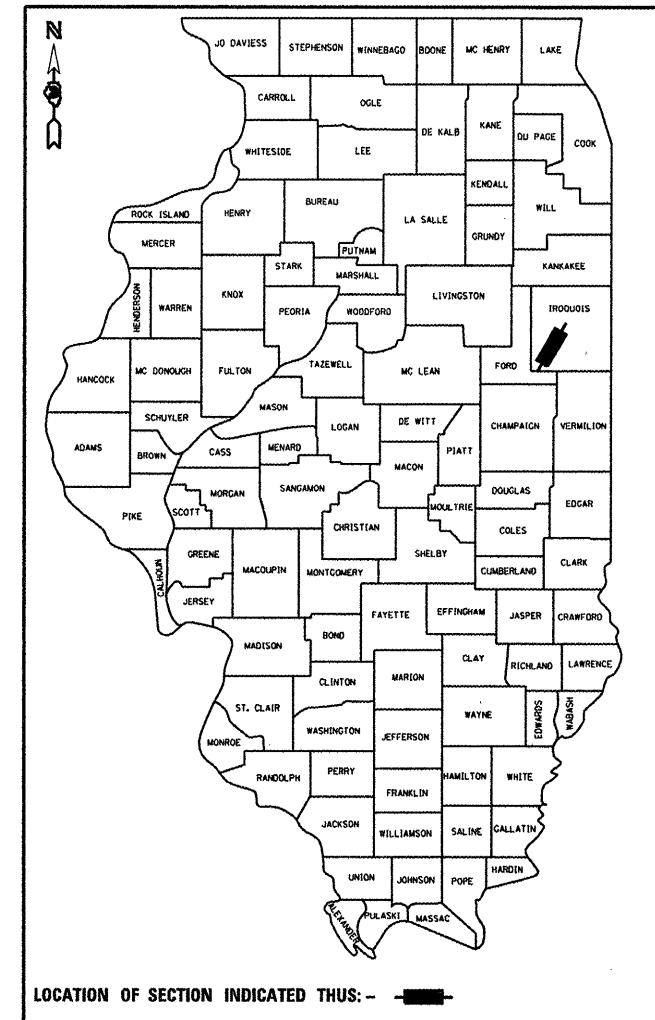 N
JO DAVIESS STEPHENSON WINNEBAGO BOONE MC HENRY LAKE
CARROLL OGLE DE KALB KANE DU PAGE COOK
WHITESIDE LEE
KENDALL WILL
ROCK ISLAND HENRY BUREAU LA SALLE GRUNDY
MERCER PUTNAM
STARK MARSHALL KANKAKEE
HENDERSON WARREN KNOX PEORIA WOODFORD LIVINGSTON IROQUOIS
HANCOCK MC DONOUGH FULTON TAZEWELL MC LEAN FORD
SCHUYLER MASON LOGAN DE WITT CHAMPAIGN VERMILION
ADAMS BROWN CASS MENARD MACON PIATT
PIKE SCOTT MORGAN SANGAMON CHRISTIAN MOULTRIE DOUGLAS EDGAR
COLES
CALHOUN GREENE MACOUPIN MONTGOMERY SHELBY CUMBERLAND CLARK
JERSEY FAYETTE EFFINGHAM JASPER CRAWFORD
MADISON BOND
CLINTON MARION CLAY RICHLAND LAWRENCE
ST. CLAIR WASHINGTON JEFFERSON WAYNE EDWARDS WABASH
MONROE
RANDOLPH PERRY FRANKLIN HAMILTON WHITE
JACKSON WILLIAMSON SALINE GALLATIN
UNION JOHNSON POPE HARDIN
ALEXANDER PULASKI MASSAC
LOCATION OF SECTION INDICATED THUS: -